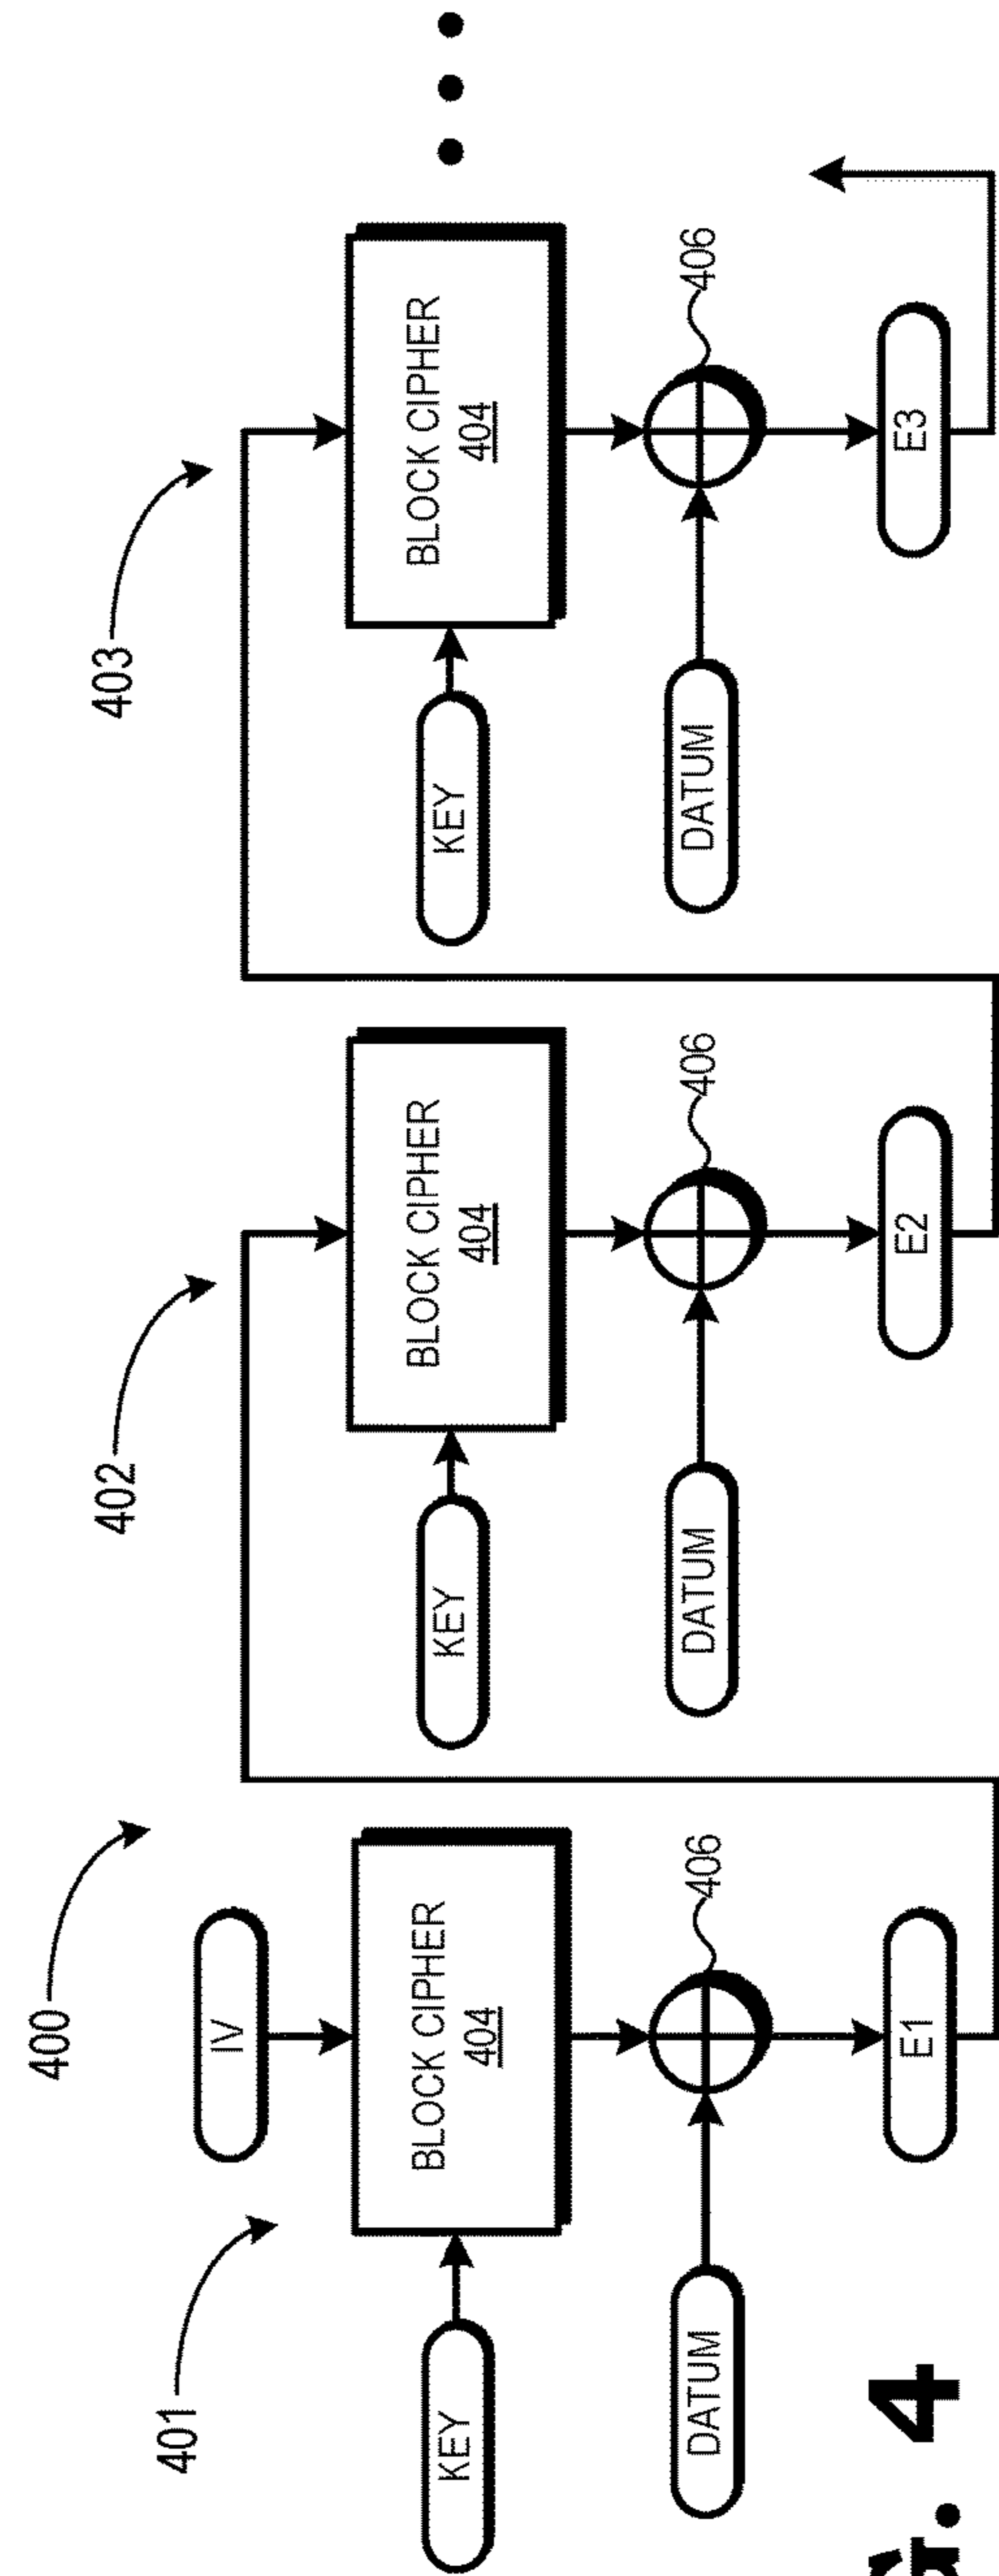 400
401
402
403
IV
KEY
BLOCK CIPHER
404
KEY
BLOCK CIPHER
404
KEY
BLOCK CIPHER
404
DATUM
406
DATUM
406
DATUM
406
E1
E2
E3
4